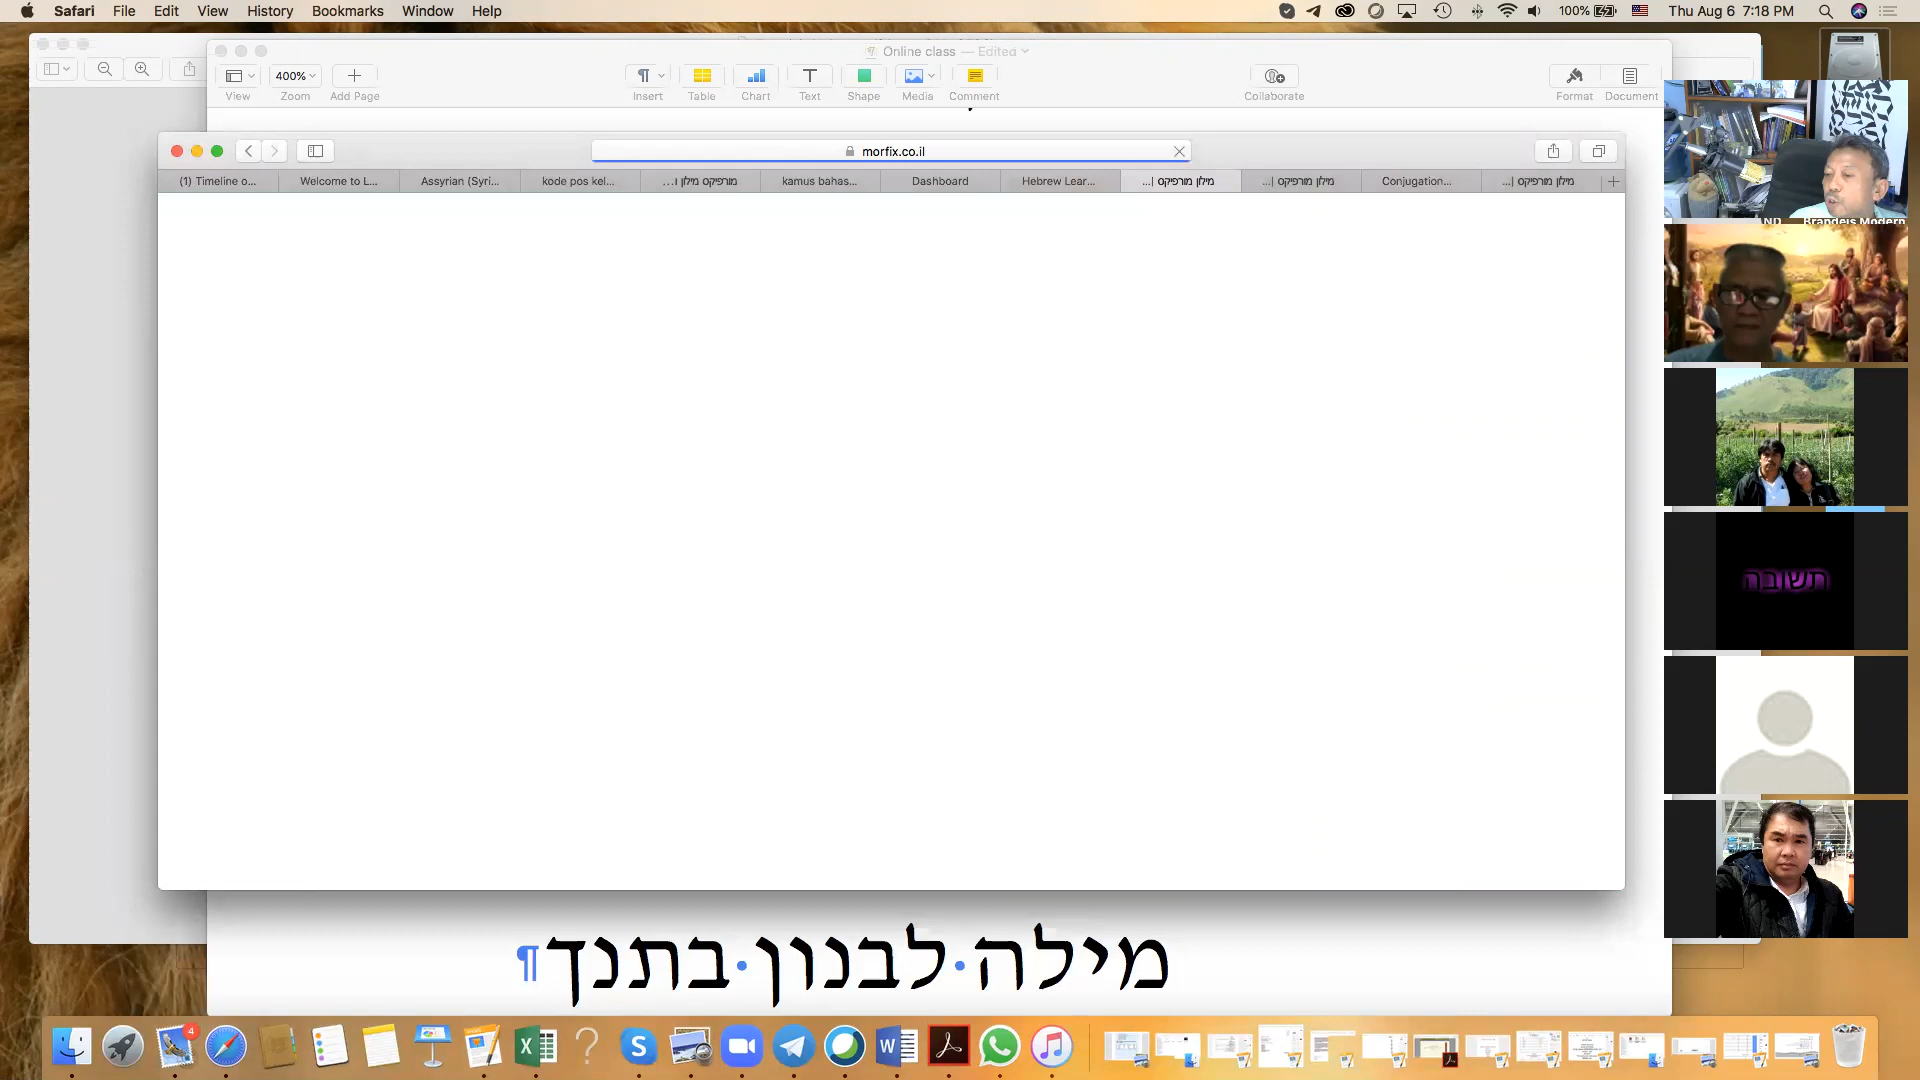 Safari File Edit View History Bookmarks Window Help 100% Thu Aug 6 7:18 PM
Online class — Edited
400%
View Zoom Add Page Insert Table Chart Text Shape Media Comment Collaborate Format Document
morfix.co.il
(1) Timeline o... Welcome to L... Assyrian (Syri... kode pos kel... מורפיקס מילון ו... kamus bahas... Dashboard Hebrew Lear... מילון מורפיקס |... מילון מורפיקס |... Conjugation... מילון מורפיקס |...
ND Brandeis Modern
תשובה
מילה לבנון בתנך
4